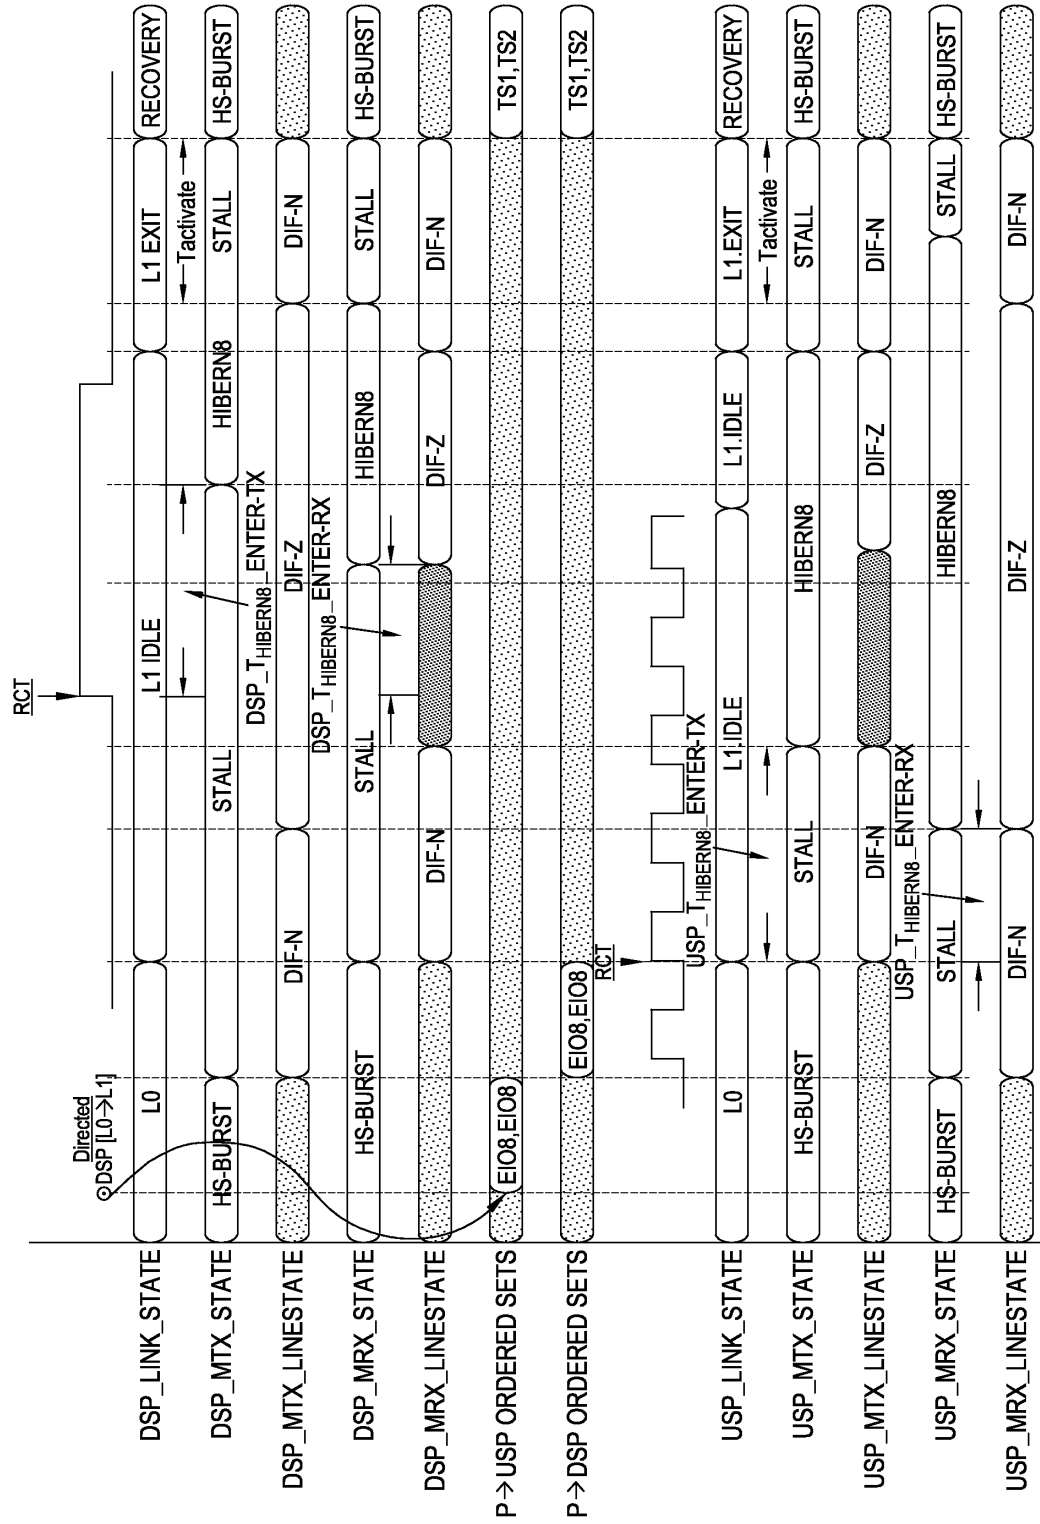 RCT
Directed
DSP [L0→L1]
DSP_LINK_STATE L0 L1 IDLE L1 EXIT RECOVERY
Tactivate
DSP_MTX_STATE HS-BURST STALL HIBERN8 STALL HS-BURST
DSP_THIBERN8_ENTER-TX
DSP_MTX_LINESTATE DIF-N DIF-Z DIF-N
DSP_THIBERN8_ENTER-RX
DSP_MRX_STATE HS-BURST STALL HIBERN8 STALL HS-BURST
DSP_MRX_LINESTATE DIF-N DIF-Z DIF-N
P→USP ORDERED SETS EIO8,EIO8 TS1,TS2
P→DSP ORDERED SETS EIO8,EIO8 TS1,TS2
RCT
USP_THIBERN8_ENTER-TX
USP_LINK_STATE L0 L1.IDLE L1.IDLE L1.EXIT RECOVERY
Tactivate
USP_MTX_STATE HS-BURST STALL HIBERN8 STALL HS-BURST
USP_MTX_LINESTATE DIF-N DIF-Z DIF-N
USP_THIBERN8_ENTER-RX
USP_MRX_STATE HS-BURST STALL HIBERN8 STALL HS-BURST
USP_MRX_LINESTATE DIF-N DIF-Z DIF-N